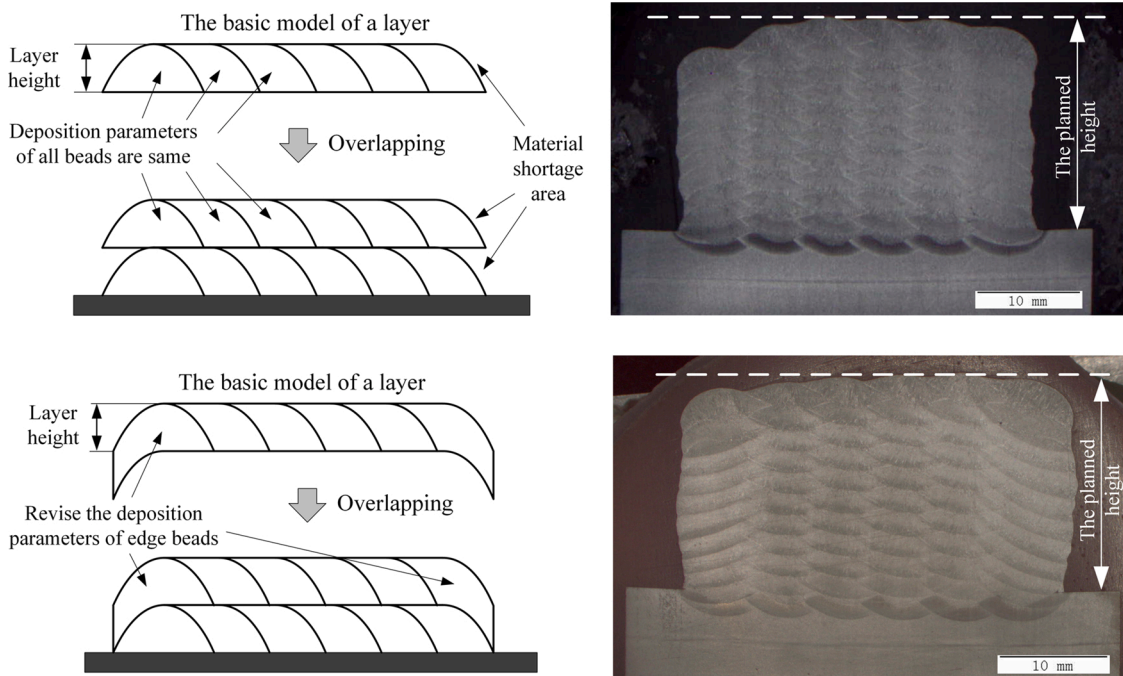 The basic model of a layer
Layer
height
Deposition parameters
of all beads are same
Overlapping
Material
shortage
area
The planned
height
10 mm
The basic model of a layer
Layer
height
Overlapping
Revise the deposition
parameters of edge beads
The planned
height
10 mm